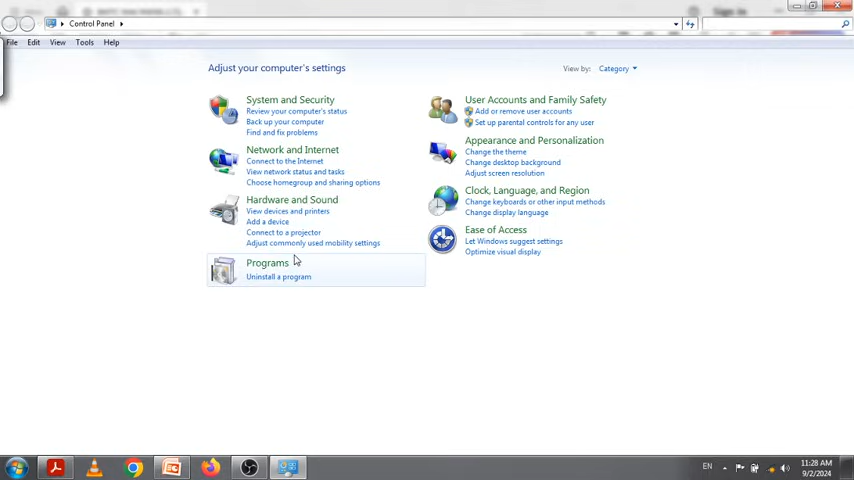 Control Panel
File Edit View Tools Help
Adjust your computer's settings
View by: Category
System and Security
Review your computer's status
Back up your computer
Find and fix problems
Network and Internet
Connect to the Internet
View network status and tasks
Choose homegroup and sharing options
Hardware and Sound
View devices and printers
Add a device
Connect to a projector
Adjust commonly used mobility settings
Programs
Uninstall a program
User Accounts and Family Safety
Add or remove user accounts
Set up parental controls for any user
Appearance and Personalization
Change the theme
Change desktop background
Adjust screen resolution
Clock, Language, and Region
Change keyboards or other input methods
Change display language
Ease of Access
Let Windows suggest settings
Optimize visual display
EN
11:28 AM
9/2/2024